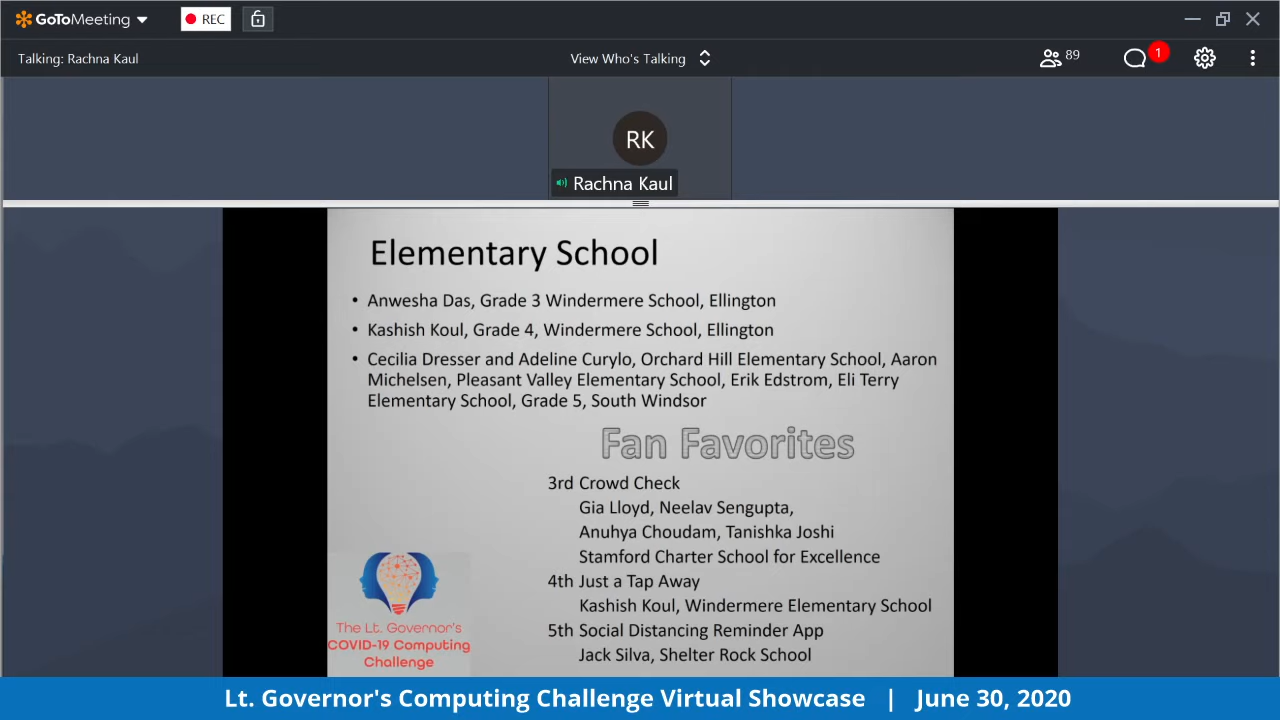 GoToMeeting
REC
Talking: Rachna Kaul
View Who's Talking
89
1
RK
Rachna Kaul
Elementary School
• Anwesha Das, Grade 3 Windermere School, Ellington
• Kashish Koul, Grade 4, Windermere School, Ellington
• Cecilia Dresser and Adeline Curylo, Orchard Hill Elementary School, Aaron
Michelsen, Pleasant Valley Elementary School, Erik Edstrom, Eli Terry
Elementary School, Grade 5, South Windsor
Fan Favorites
3rd Crowd Check
Gia Lloyd, Neelav Sengupta,
Anuhya Choudam, Tanishka Joshi
Stamford Charter School for Excellence
4th Just a Tap Away
Kashish Koul, Windermere Elementary School
5th Social Distancing Reminder App
Jack Silva, Shelter Rock School
The Lt. Governor's
COVID-19 Computing
Challenge
Lt. Governor's Computing Challenge Virtual Showcase | June 30, 2020